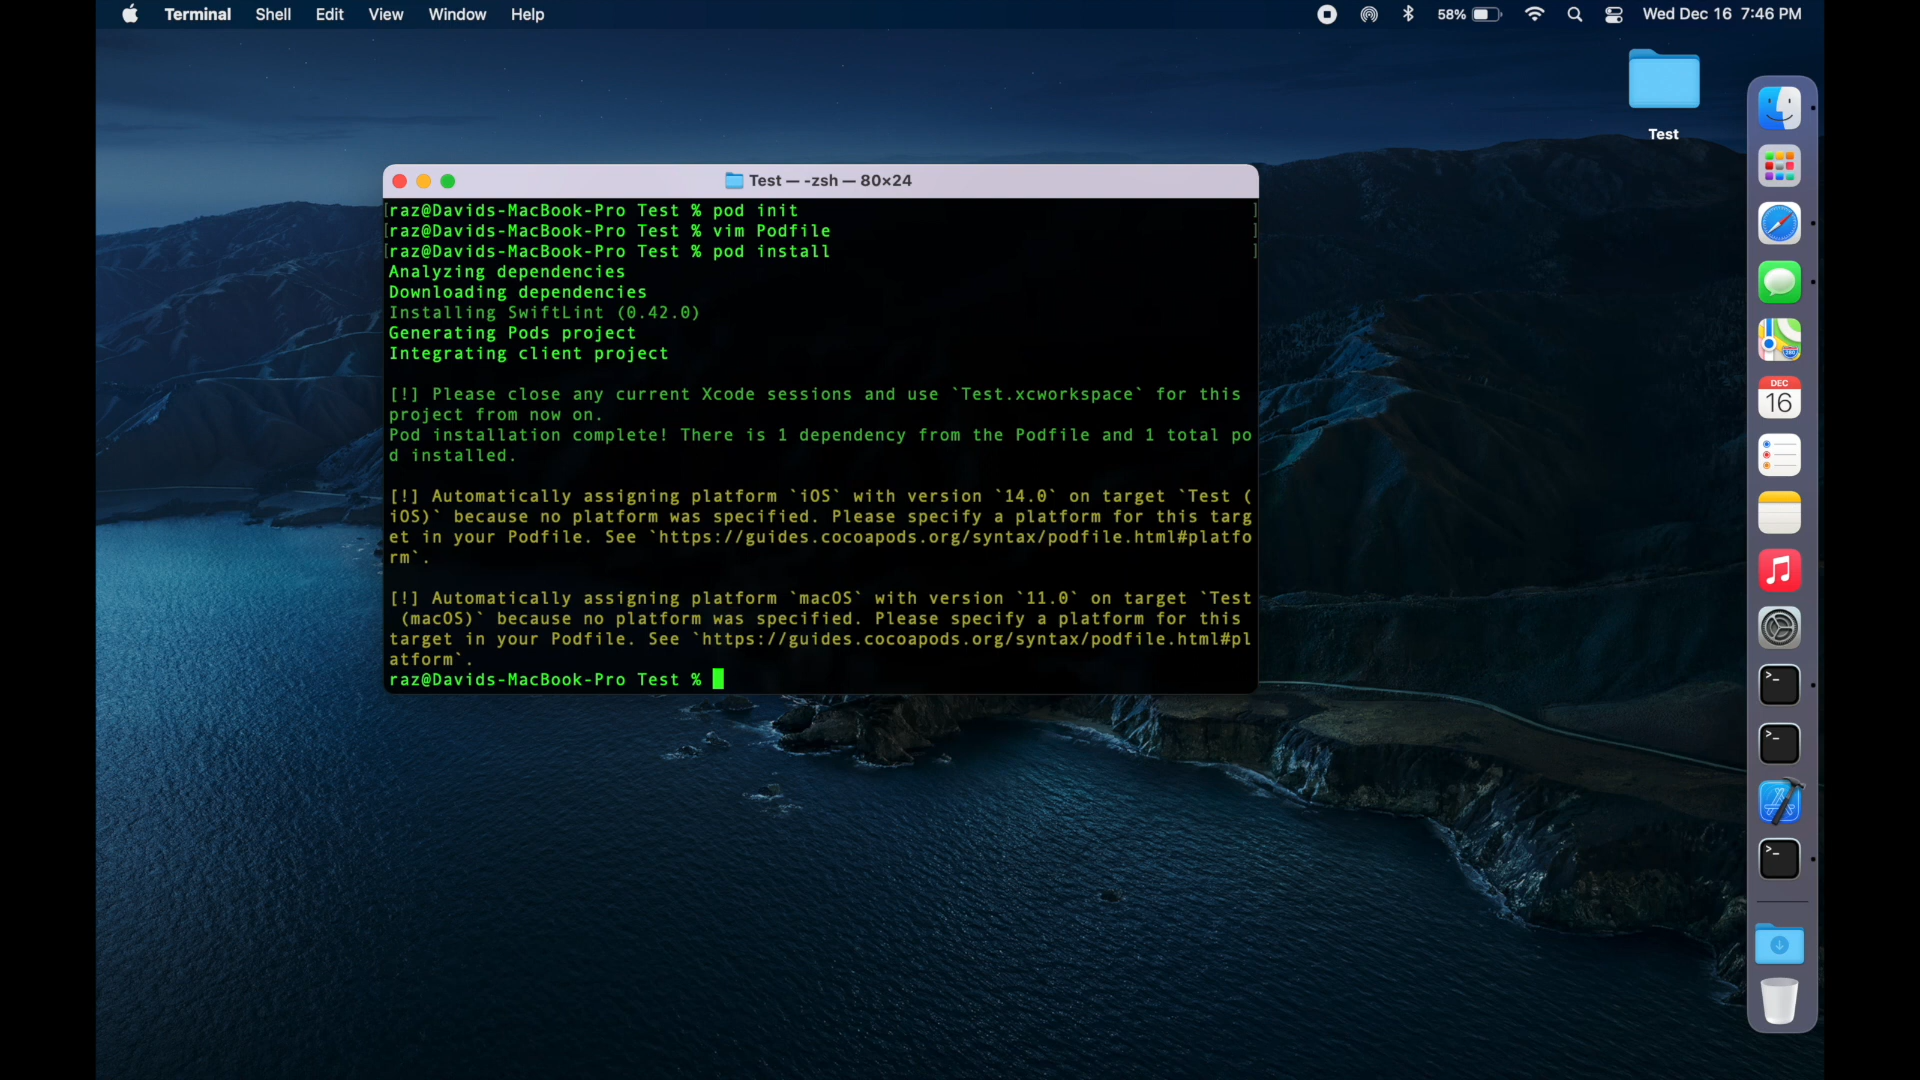 Terminal Shell Edit View Window Help 58% Wed Dec 16 7:46 PM
Test
Test — -zsh — 80×24
[raz@Davids-MacBook-Pro Test % pod init ]
[raz@Davids-MacBook-Pro Test % vim Podfile ]
[raz@Davids-MacBook-Pro Test % pod install ]
Analyzing dependencies
Downloading dependencies
Installing SwiftLint (0.42.0)
Generating Pods project
Integrating client project
[!] Please close any current Xcode sessions and use `Test.xcworkspace` for this
project from now on.
Pod installation complete! There is 1 dependency from the Podfile and 1 total po
d installed.
[!] Automatically assigning platform `iOS` with version `14.0` on target `Test (
iOS)` because no platform was specified. Please specify a platform for this targ
et in your Podfile. See `https://guides.cocoapods.org/syntax/podfile.html#platfo
rm`.
[!] Automatically assigning platform `macOS` with version `11.0` on target `Test
(macOS)` because no platform was specified. Please specify a platform for this
target in your Podfile. See `https://guides.cocoapods.org/syntax/podfile.html#pl
atform`.
raz@Davids-MacBook-Pro Test %
280
DEC
16
>_
>_
>_